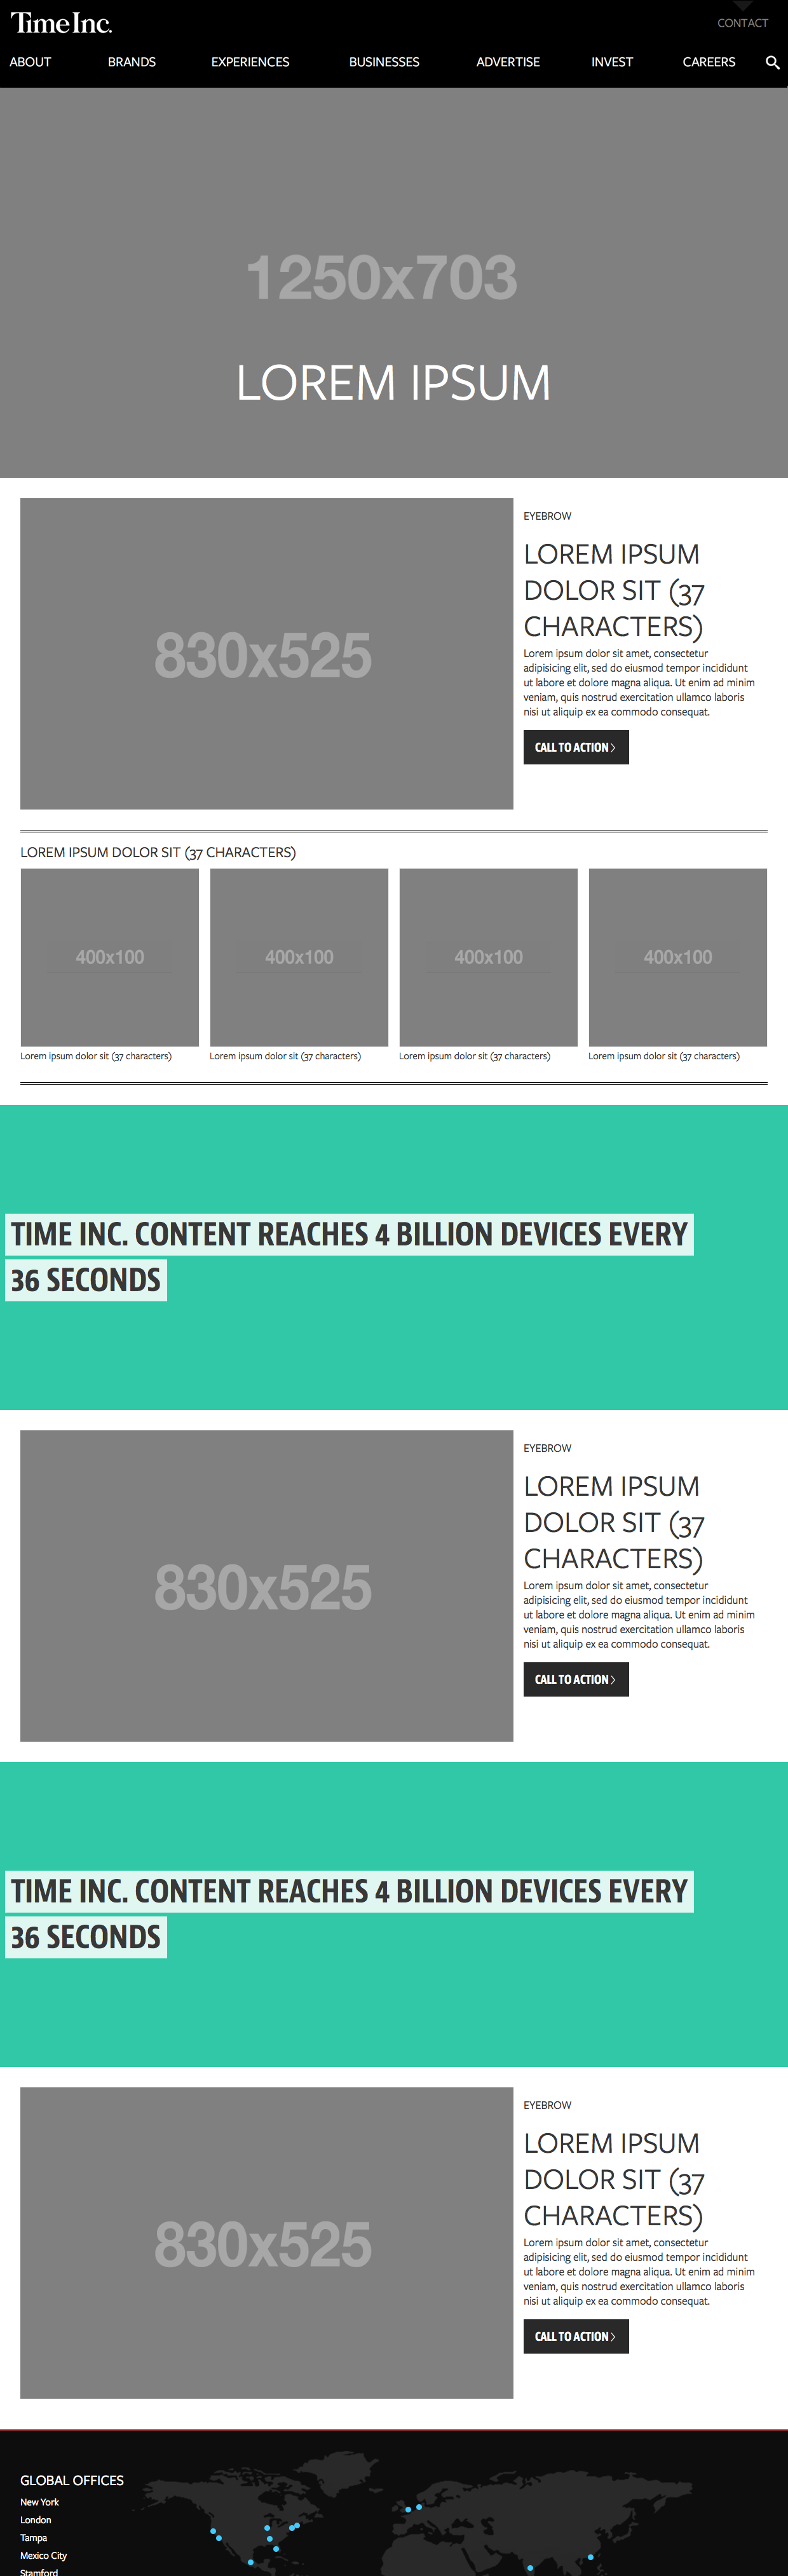 Time Inc.
CONTACT
ABOUT BRANDS EXPERIENCES BUSINESSES ADVERTISE INVEST CAREERS
1250x703
LOREM IPSUM
830x525
EYEBROW
LOREM IPSUM
DOLOR SIT (37
CHARACTERS)
Lorem ipsum dolor sit amet, consectetur
adipisicing elit, sed do eiusmod tempor incididunt
ut labore et dolore magna aliqua. Ut enim ad minim
veniam, quis nostrud exercitation ullamco laboris
nisi ut aliquip ex ea commodo consequat.
CALL TO ACTION >
LOREM IPSUM DOLOR SIT (37 CHARACTERS)
400x100 400x100 400x100 400x100
Lorem ipsum dolor sit (37 characters) Lorem ipsum dolor sit (37 characters) Lorem ipsum dolor sit (37 characters) Lorem ipsum dolor sit (37 characters)
TIME INC. CONTENT REACHES 4 BILLION DEVICES EVERY
36 SECONDS
830x525
EYEBROW
LOREM IPSUM
DOLOR SIT (37
CHARACTERS)
Lorem ipsum dolor sit amet, consectetur
adipisicing elit, sed do eiusmod tempor incididunt
ut labore et dolore magna aliqua. Ut enim ad minim
veniam, quis nostrud exercitation ullamco laboris
nisi ut aliquip ex ea commodo consequat.
CALL TO ACTION >
TIME INC. CONTENT REACHES 4 BILLION DEVICES EVERY
36 SECONDS
830x525
EYEBROW
LOREM IPSUM
DOLOR SIT (37
CHARACTERS)
Lorem ipsum dolor sit amet, consectetur
adipisicing elit, sed do eiusmod tempor incididunt
ut labore et dolore magna aliqua. Ut enim ad minim
veniam, quis nostrud exercitation ullamco laboris
nisi ut aliquip ex ea commodo consequat.
CALL TO ACTION >
GLOBAL OFFICES
New York
London
Tampa
Mexico City
Stamford